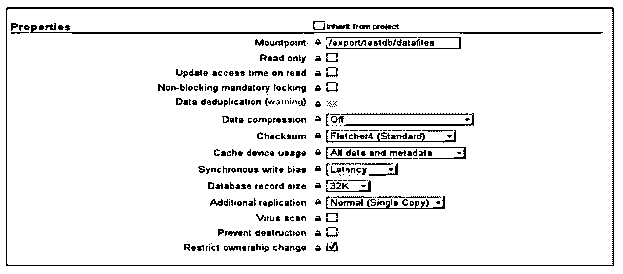 Properties
Inherit from project
Mountpoint /export/testdb/datafiles
Read only
Update access time on read
Non-blocking mandatory locking
Data deduplication (warning)
Data compression Off
Checksum Fletcher4 (Standard)
Cache device usage All data and metadata
Synchronous write bias Latency
Database record size 32K
Additional replication Normal (Single Copy)
Virus scan
Prevent destruction
Restrict ownership change